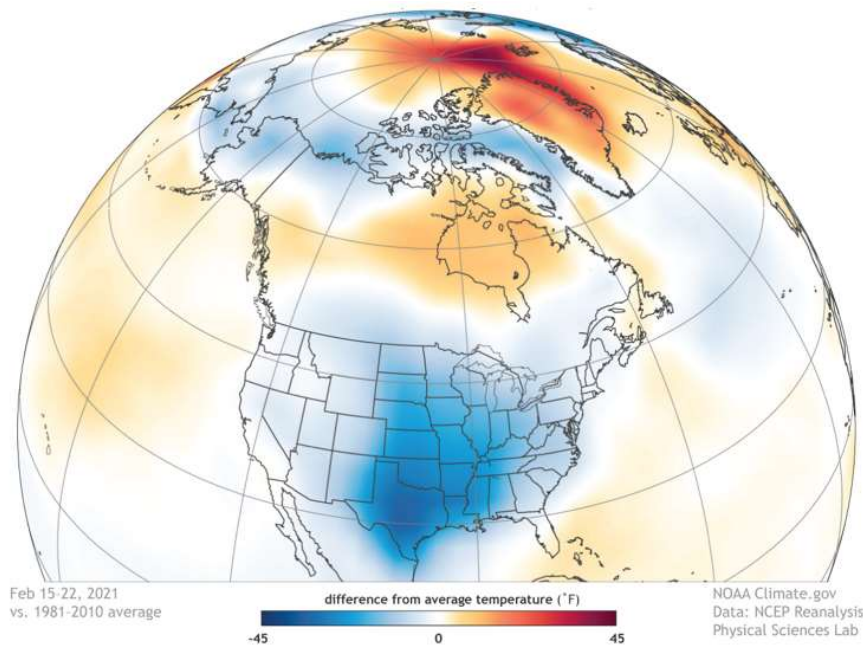 Feb 15-22, 2021
vs. 1981-2010 average
difference from average temperature (˚F)
-45
0
45
NOAA Climate.gov
Data: NCEP Reanalysis
Physical Sciences Lab